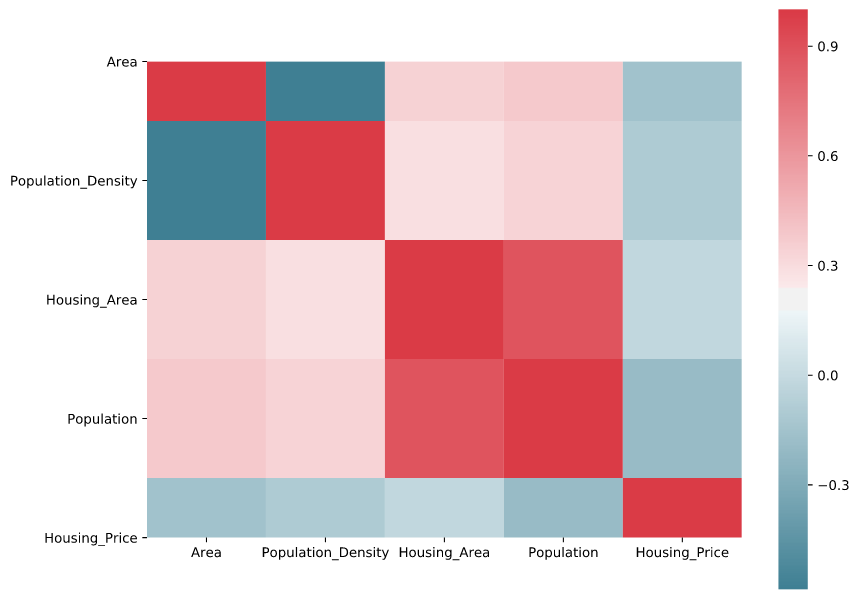 0.9
Area
0.6
Population_Density
0.3
Housing_Area
0.0
Population
−0.3
Housing_Price
Area
Population_Density
Housing_Area
Population
Housing_Price